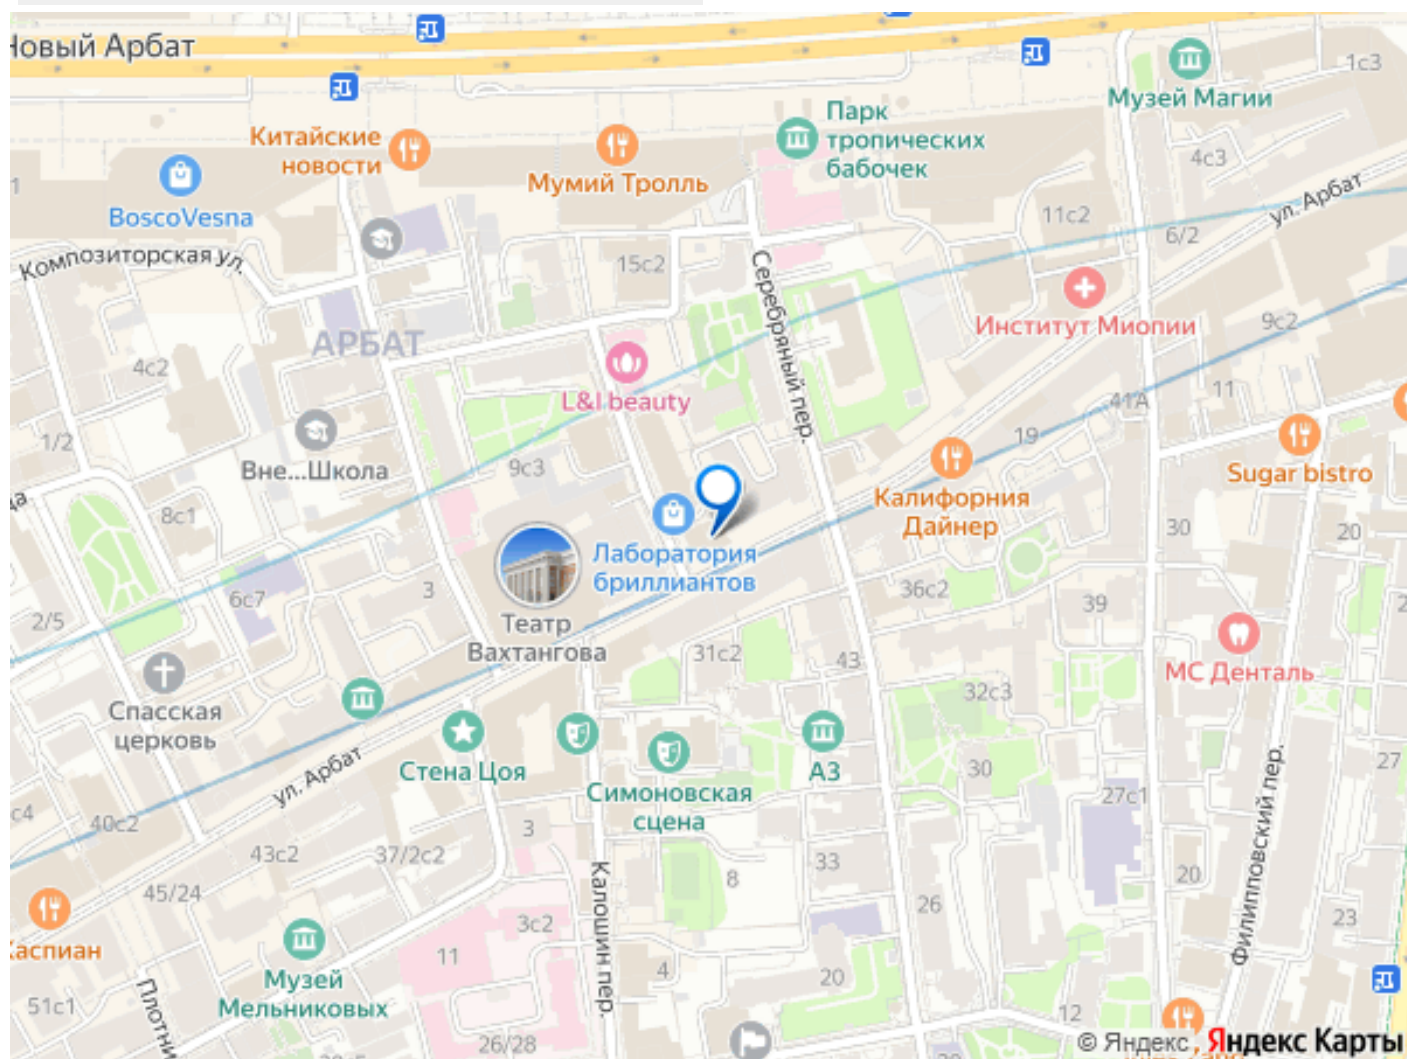 Новый Арбат
1с3
Музей Магии
Парк
тропических
бабочек
Китайские
новости
Мумий Тролль
4с3
BoscoVesna
ул. Арбат
11с2
6/2
Композиторская ул.
15с2
Серебряный пер.
Институт Миопии
9с2
АРБАТ
4с2
L&I beauty
11
41А
1/2
19
Вне...Школа
9с3
Sugar bistro
Калифорния
Дайнер
8с1
30
20
Лаборатория
бриллиантов
6с7
3
36с2
39
2/5
Театр
Вахтангова
31с2
43
МС Денталь
32с3
Спасская
церковь
Стена Цоя
А3
30
27
ул. Арбат
Симоновская
сцена
27с1
40с2
43с2
37/2с2
3
33
8
20
45/24
Калошин пер.
26
Филипповский пер.
23
3с2
11
4
20
Музей
Мельниковых
51с1
12
26/28
© Яндекс
Яндекс Карты